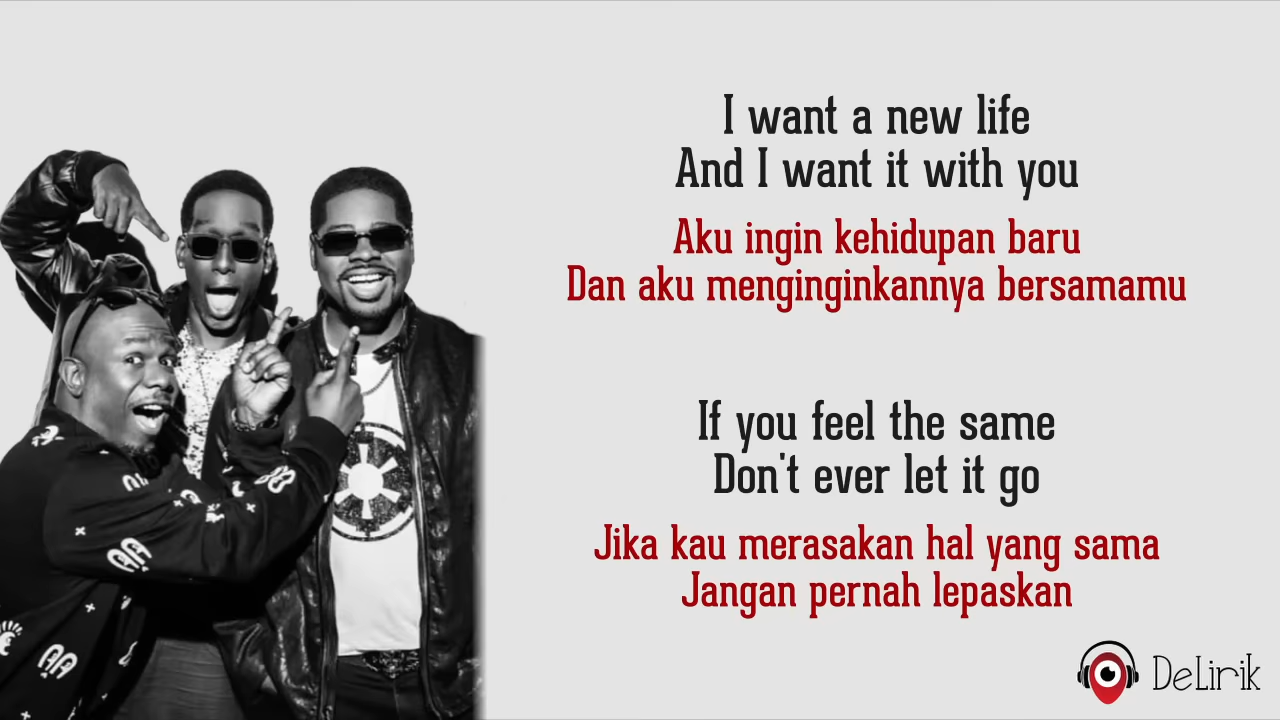 I want a new life
And I want it with you
Aku ingin kehidupan baru
Dan aku menginginkannya bersamamu
If you feel the same
Don't ever let it go
Jika kau merasakan hal yang sama
Jangan pernah lepaskan
DeLirik